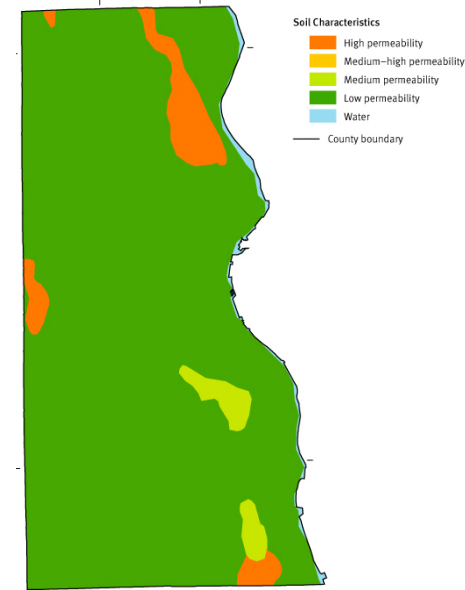 Soil Characteristics
High permeability
Medium–high permeability
Medium permeability
Low permeability
Water
County boundary